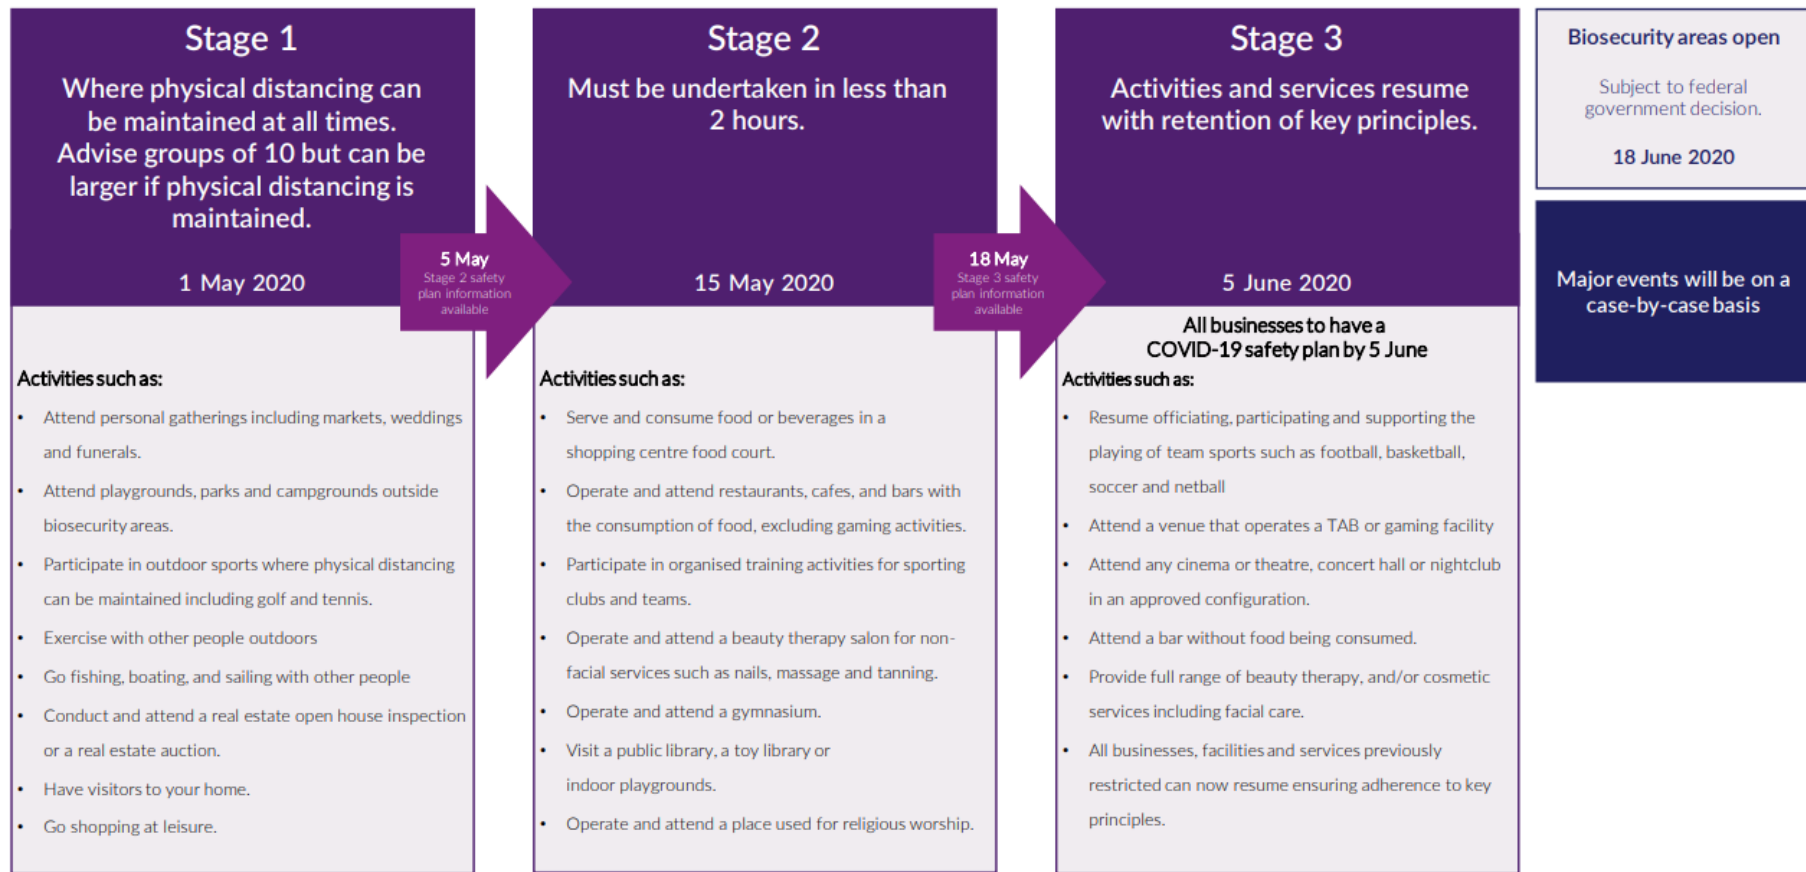 Stage 1
Where physical distancing can
be maintained at all times.
Advise groups of 10 but can be
larger if physical distancing is
maintained.
1 May 2020
Activities such as:
• Attend personal gatherings including markets, weddings
and funerals.
• Attend playgrounds, parks and campgrounds outside
biosecurity areas.
• Participate in outdoor sports where physical distancing
can be maintained including golf and tennis.
• Exercise with other people outdoors
• Go fishing, boating, and sailing with other people
• Conduct and attend a real estate open house inspection
or a real estate auction.
• Have visitors to your home.
• Go shopping at leisure.
5 May
Stage 2 safety
plan information
available
Stage 2
Must be undertaken in less than
2 hours.
15 May 2020
Activities such as:
• Serve and consume food or beverages in a
shopping centre food court.
• Operate and attend restaurants, cafes, and bars with
the consumption of food, excluding gaming activities.
• Participate in organised training activities for sporting
clubs and teams.
• Operate and attend a beauty therapy salon for non-
facial services such as nails, massage and tanning.
• Operate and attend a gymnasium.
• Visit a public library, a toy library or
indoor playgrounds.
• Operate and attend a place used for religious worship.
18 May
Stage 3 safety
plan information
available
Stage 3
Activities and services resume
with retention of key principles.
5 June 2020
All businesses to have a
COVID-19 safety plan by 5 June
Activities such as:
• Resume officiating, participating and supporting the
playing of team sports such as football, basketball,
soccer and netball
• Attend a venue that operates a TAB or gaming facility
• Attend any cinema or theatre, concert hall or nightclub
in an approved configuration.
• Attend a bar without food being consumed.
• Provide full range of beauty therapy, and/or cosmetic
services including facial care.
• All businesses, facilities and services previously
restricted can now resume ensuring adherence to key
principles.
Biosecurity areas open
Subject to federal
government decision.
18 June 2020
Major events will be on a
case-by-case basis